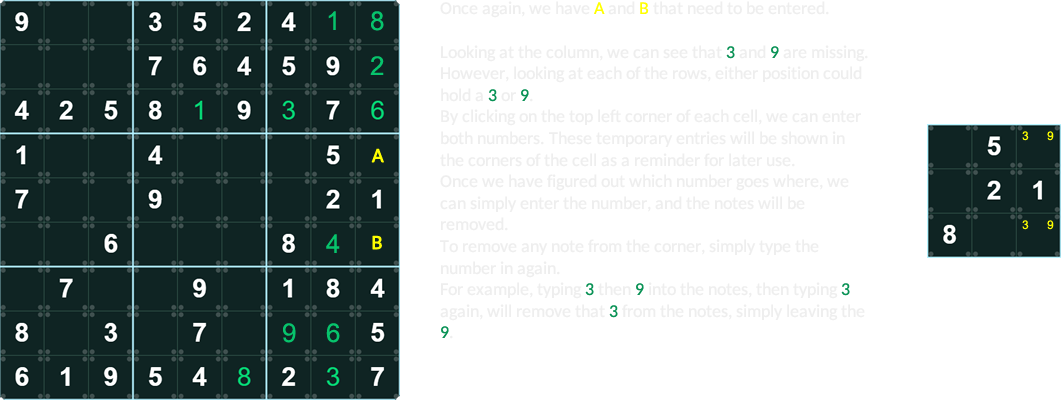 9 3 5 2 4 1 8
7 6 4 5 9 2
4 2 5 8 1 9 3 7 6
1 4 5 A
7 9 2 1
6 8 4 B
7 9 1 8 4
8 3 7 9 6 5
6 1 9 5 4 8 2 3 7
Once again, we have A and B that need to be entered.
Looking at the column, we can see that 3 and 9 are missing.
However, looking at each of the rows, either position could
hold a 3 or 9.
By clicking on the top left corner of each cell, we can enter
both numbers. These temporary entries will be shown in
the corners of the cell as a reminder for later use.
Once we have figured out which number goes where, we
can simply enter the number, and the notes will be
removed.
To remove any note from the corner, simply type the
number in again.
For example, typing 3 then 9 into the notes, then typing 3
again, will remove that 3 from the notes, simply leaving the
9.
5 3 9
2 1
8 3 9